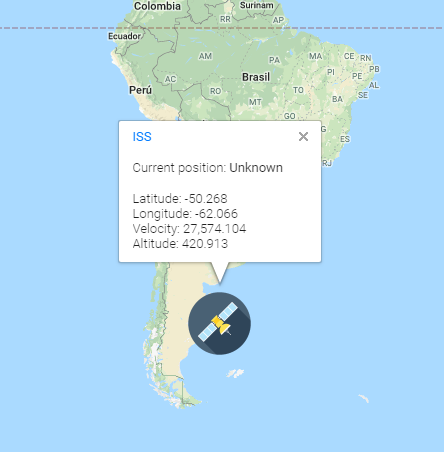 Colombia
Surinam
RR
AP
Ecuador
AM
PA
MA
CE
RN
PB
PI
PE
AC
TO
AL
SE
Perú
RO
Brasil
BA
MT
GO
ISS
RJ
Current position: Unknown
Latitude: -50.268
Longitude: -62.066
Velocity: 27,574.104
Altitude: 420.913